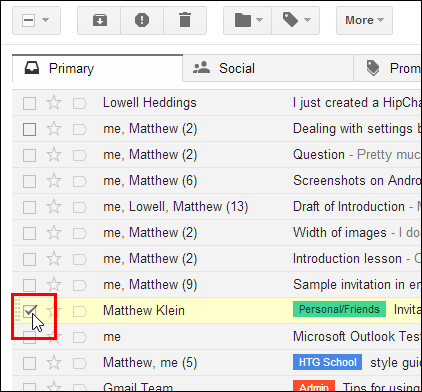 More
Primary Social Prom
Lowell Heddings I just created a HipCha
me, Matthew (2) Dealing with settings b
me, Matthew (2) Question - Pretty muc
me, Matthew (6) Screenshots on Andro
me, Lowell, Matthew (13) Draft of Introduction - M
me, Matthew (2) Width of images - I do
me, Matthew (2) Introduction lesson - C
me, Matthew (9) Sample invitation in em
Matthew Klein Personal/Friends Invita
me Microsoft Outlook Test
Matthew, me (5) HTG School style guid
Gmail Team Admin Tips for using